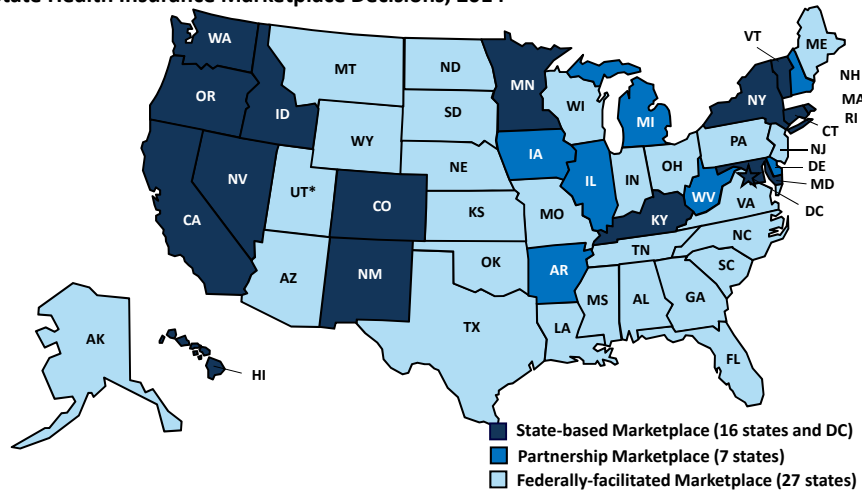 State Health Insurance Marketplace Decisions, 2014
WA
MT
ND
MN
VT
ME
NH
OR
ID
SD
WI
MI
NY
MA
RI
WY
CT
IA
PA
NJ
NV
NE
IL
IN
OH
DE
UT*
CO
WV
MD
CA
KS
MO
KY
VA
DC
NC
TN
AZ
NM
OK
AR
SC
MS
AL
GA
TX
LA
AK
FL
HI
State-based Marketplace (16 states and DC)
Partnership Marketplace (7 states)
Federally-facilitated Marketplace (27 states)